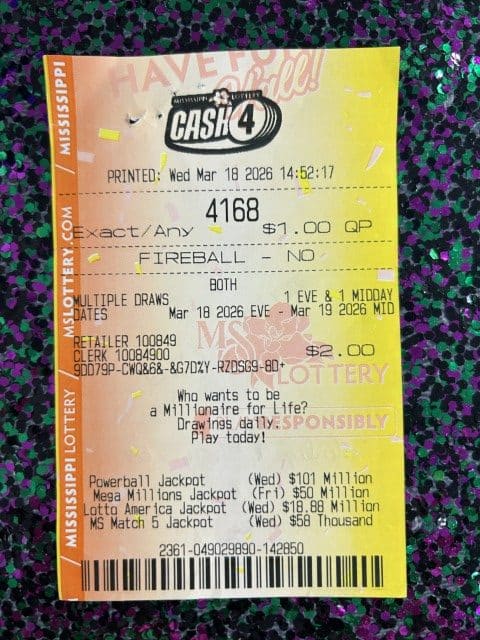 HAVE FUN
Y'all!
MISSISSIPPI LOTTERY
CASH 4
PRINTED: Wed Mar 18 2026 14:52:17
4168
Exact/Any $1.00 QP
FIREBALL - NO
BOTH
MULTIPLE DRAWS 1 EVE & 1 MIDDAY
DATES Mar 18 2026 EVE - Mar 19 2026 MID
MS
RETAILER 100849
CLERK 10084900 $2.00
9DD79P-CWQ&6&-&G7D%Y-R7DSG9-8D+
LOTTERY
Who wants to be
a Millionaire for Life?
Drawings daily.
Play today!
RESPONSIBLY
Powerball Jackpot (Wed) $101 Million
Mega Millions Jackpot (Fri) $50 Million
Lotto America Jackpot (Wed) $18.88 Million
MS Match 5 Jackpot (Wed) $58 Thousand
2361-049029890-142850
MISSISSIPPI LOTTERY / MSLOTTERY.COM / MISSISSIPPI